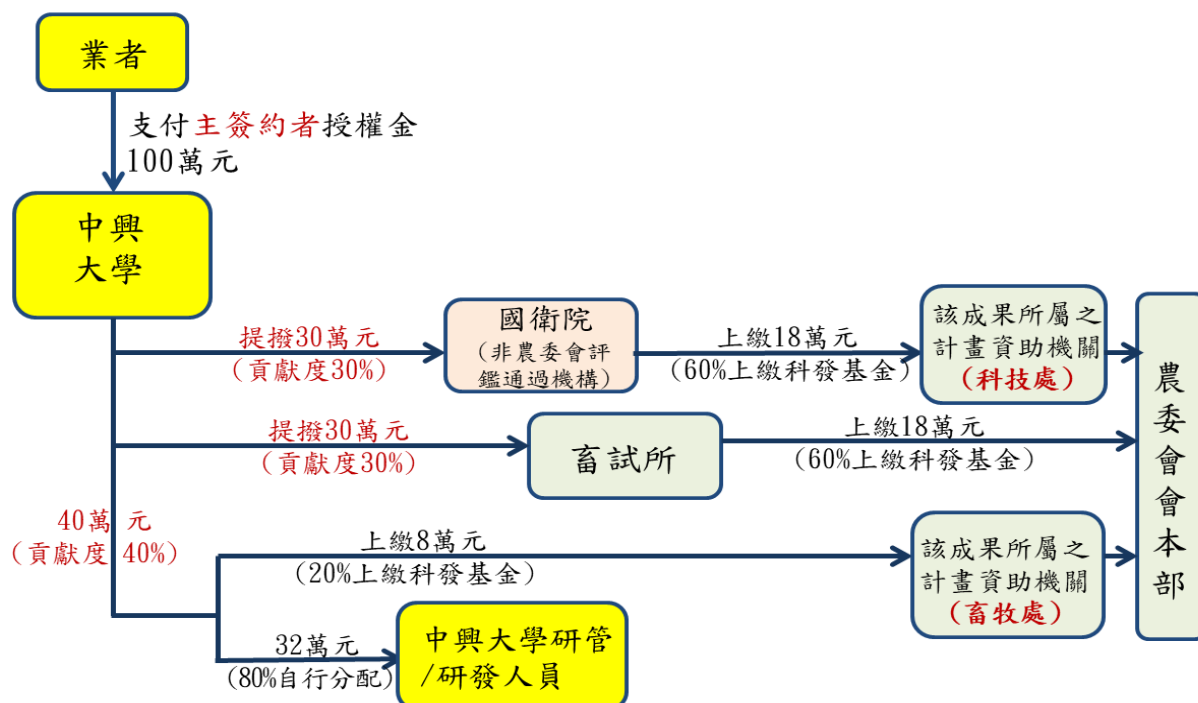 業者
支付主簽約者授權金
100萬元
中興
大學
提撥30萬元
(貢獻度30%)
國衛院
(非農委會評
鑑通過機構)
上繳18萬元
(60%上繳科發基金)
該成果所屬之
計畫資助機關
(科技處)
農委會會本部
提撥30萬元
(貢獻度30%)
畜試所
上繳18萬元
(60%上繳科發基金)
40萬 元
(貢獻度 40%)
上繳8萬元
(20%上繳科發基金)
該成果所屬之
計畫資助機關
(畜牧處)
32萬元
(80%自行分配)
中興大學研管
/研發人員